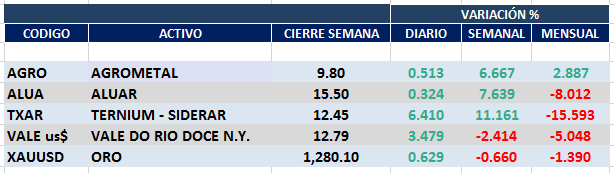 VARIACIÓN %
CODIGO ACTIVO CIERRE SEMANA DIARIO SEMANAL MENSUAL
AGRO AGROMETAL 9.80 0.513 6.667 2.887
ALUA ALUAR 15.50 0.324 7.639 -8.012
TXAR TERNIUM - SIDERAR 12.45 6.410 11.161 -15.593
VALE us$ VALE DO RIO DOCE N.Y. 12.79 3.479 -2.414 -5.048
XAUUSD ORO 1,280.10 0.629 -0.660 -1.390